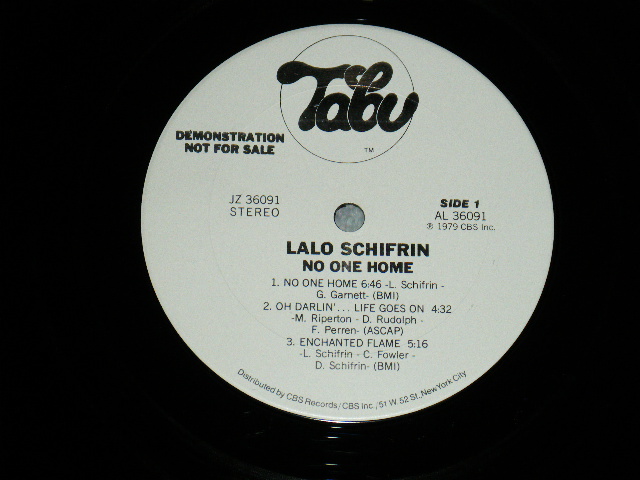 Tabu
TM
DEMONSTRATION
NOT FOR SALE
JZ 36091
STEREO
SIDE 1
AL 36091
℗ 1979 CBS Inc.
LALO SCHIFRIN
NO ONE HOME
1. NO ONE HOME 6:46 -L. Schifrin -
G. Garnett- (BMI)
2. OH DARLIN'... LIFE GOES ON 4:32
-M. Riperton - D. Rudolph -
F. Perren- (ASCAP)
3. ENCHANTED FLAME 5:16
-L. Schifrin - C. Fowler -
D. Schifrin- (BMI)
Distributed by CBS Records/CBS Inc./51 W. 52 St., New York City